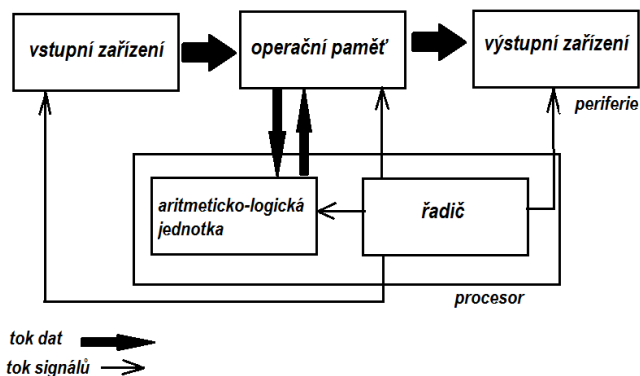 vstupní zařízení
operační paměť
výstupní zařízení
periferie
aritmeticko-logická
jednotka
řadič
procesor
tok dat
tok signálů